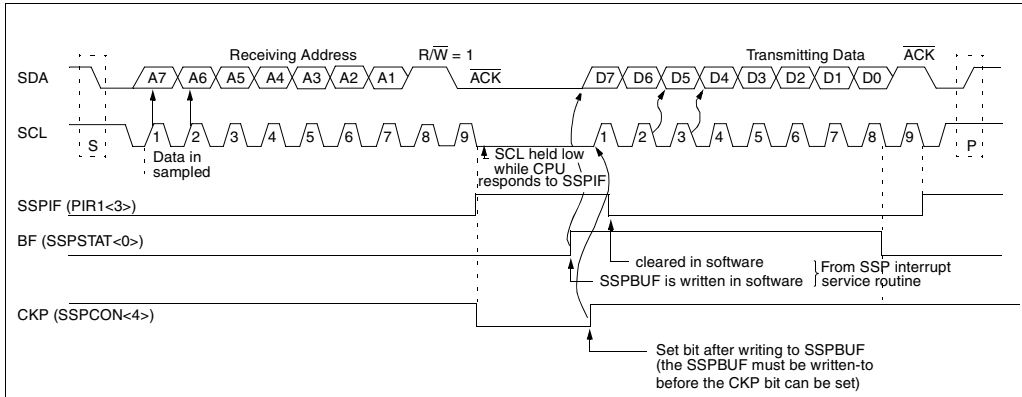 Receiving Address R/W = 1 Transmitting Data ACK
SDA A7 A6 A5 A4 A3 A2 A1 ACK D7 D6 D5 D4 D3 D2 D1 D0
SCL S 1 2 3 4 5 6 7 8 9 1 2 3 4 5 6 7 8 9 P
Data in
sampled
SCL held low
while CPU
responds to SSPIF
SSPIF (PIR1<3>)
BF (SSPSTAT<0>)
cleared in software
SSPBUF is written in software
From SSP interrupt
service routine
CKP (SSPCON<4>)
Set bit after writing to SSPBUF
(the SSPBUF must be written-to
before the CKP bit can be set)